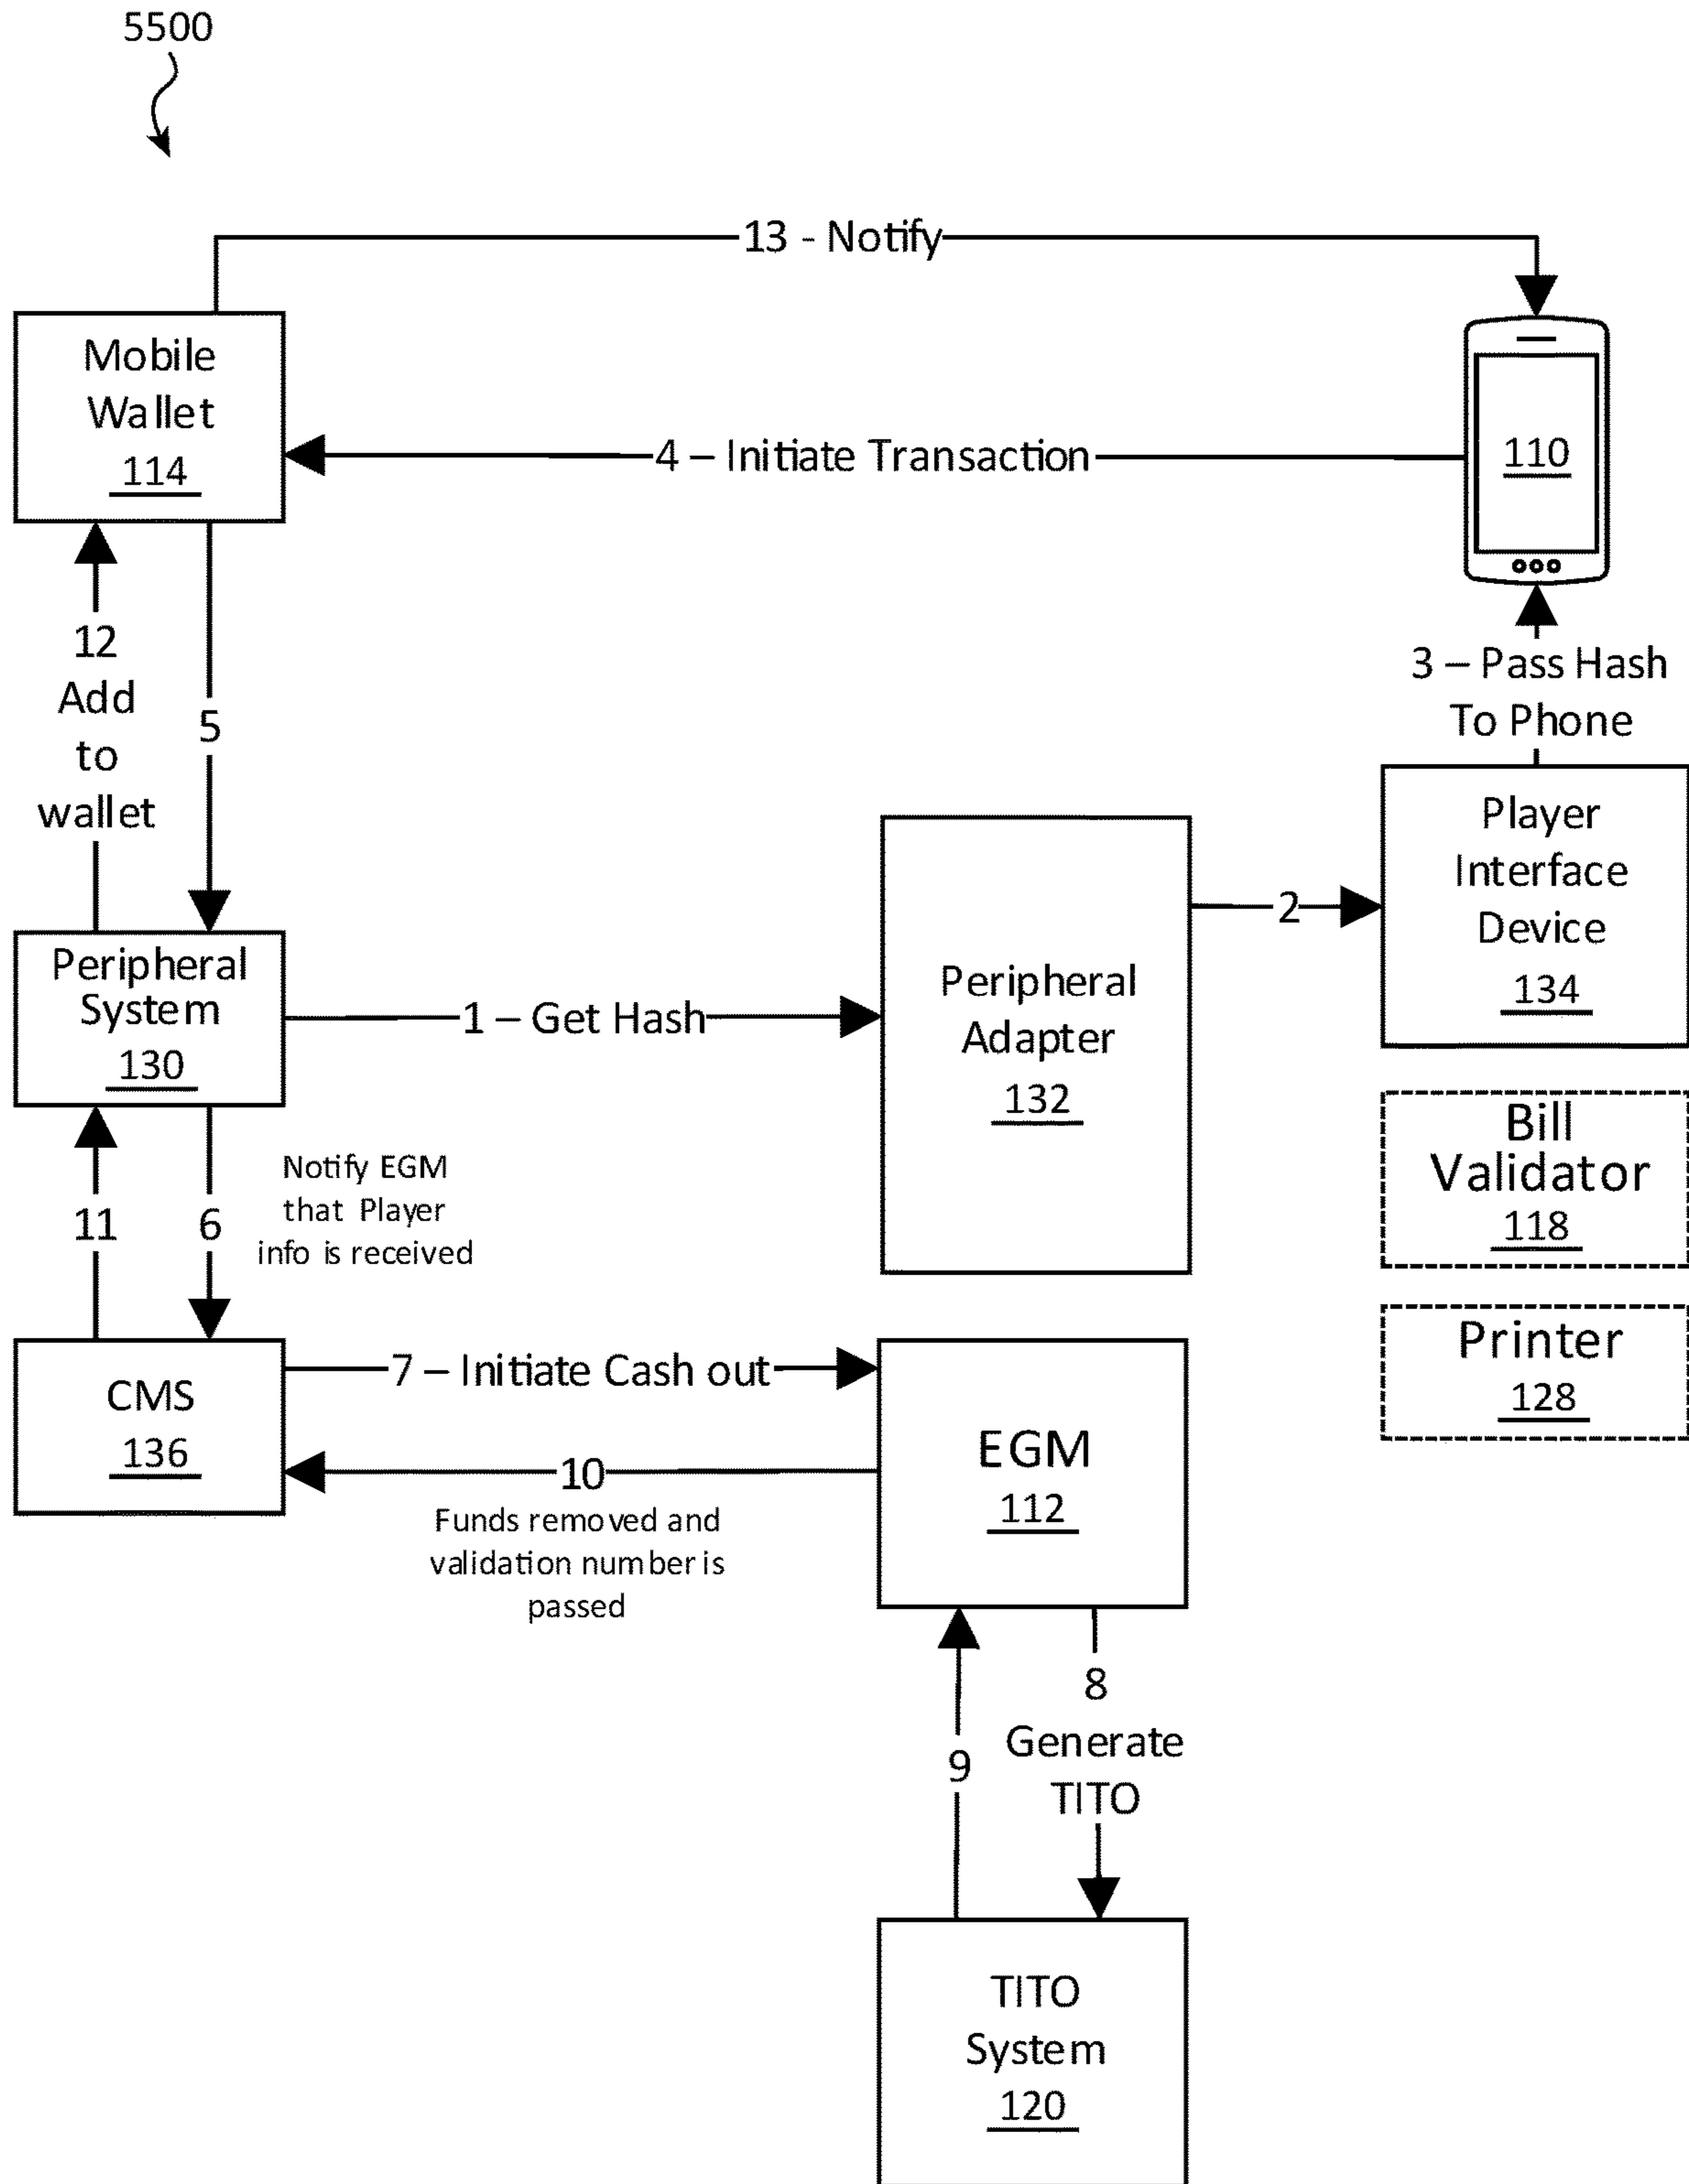 5500
13 - Notify
Mobile
Wallet
114
4 – Initiate Transaction
110
12
Add
to
wallet
5
3 – Pass Hash
To Phone
Player
Interface
Device
134
2
Peripheral
System
130
1 – Get Hash
Peripheral
Adapter
132
Bill
Validator
118
11
6
Notify EGM
that Player
info is received
Printer
128
CMS
136
7 – Initiate Cash out
10
Funds removed and
validation number is
passed
EGM
112
8
Generate
TITO
9
TITO
System
120